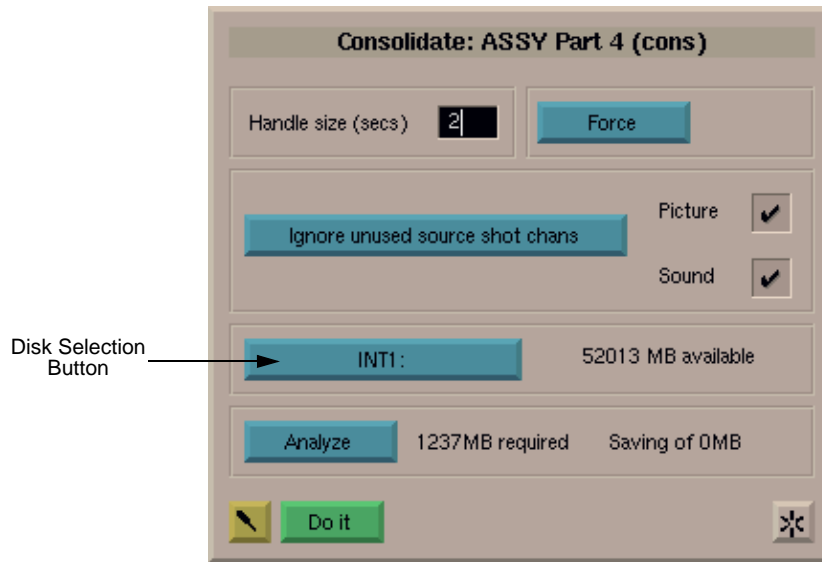 Consolidate: ASSY Part 4 (cons)
Handle size (secs) 2 Force
Ignore unused source shot chans
Picture
Sound
Disk Selection
Button
INT1: 52013 MB available
Analyze 1237MB required Saving of 0MB
Do it